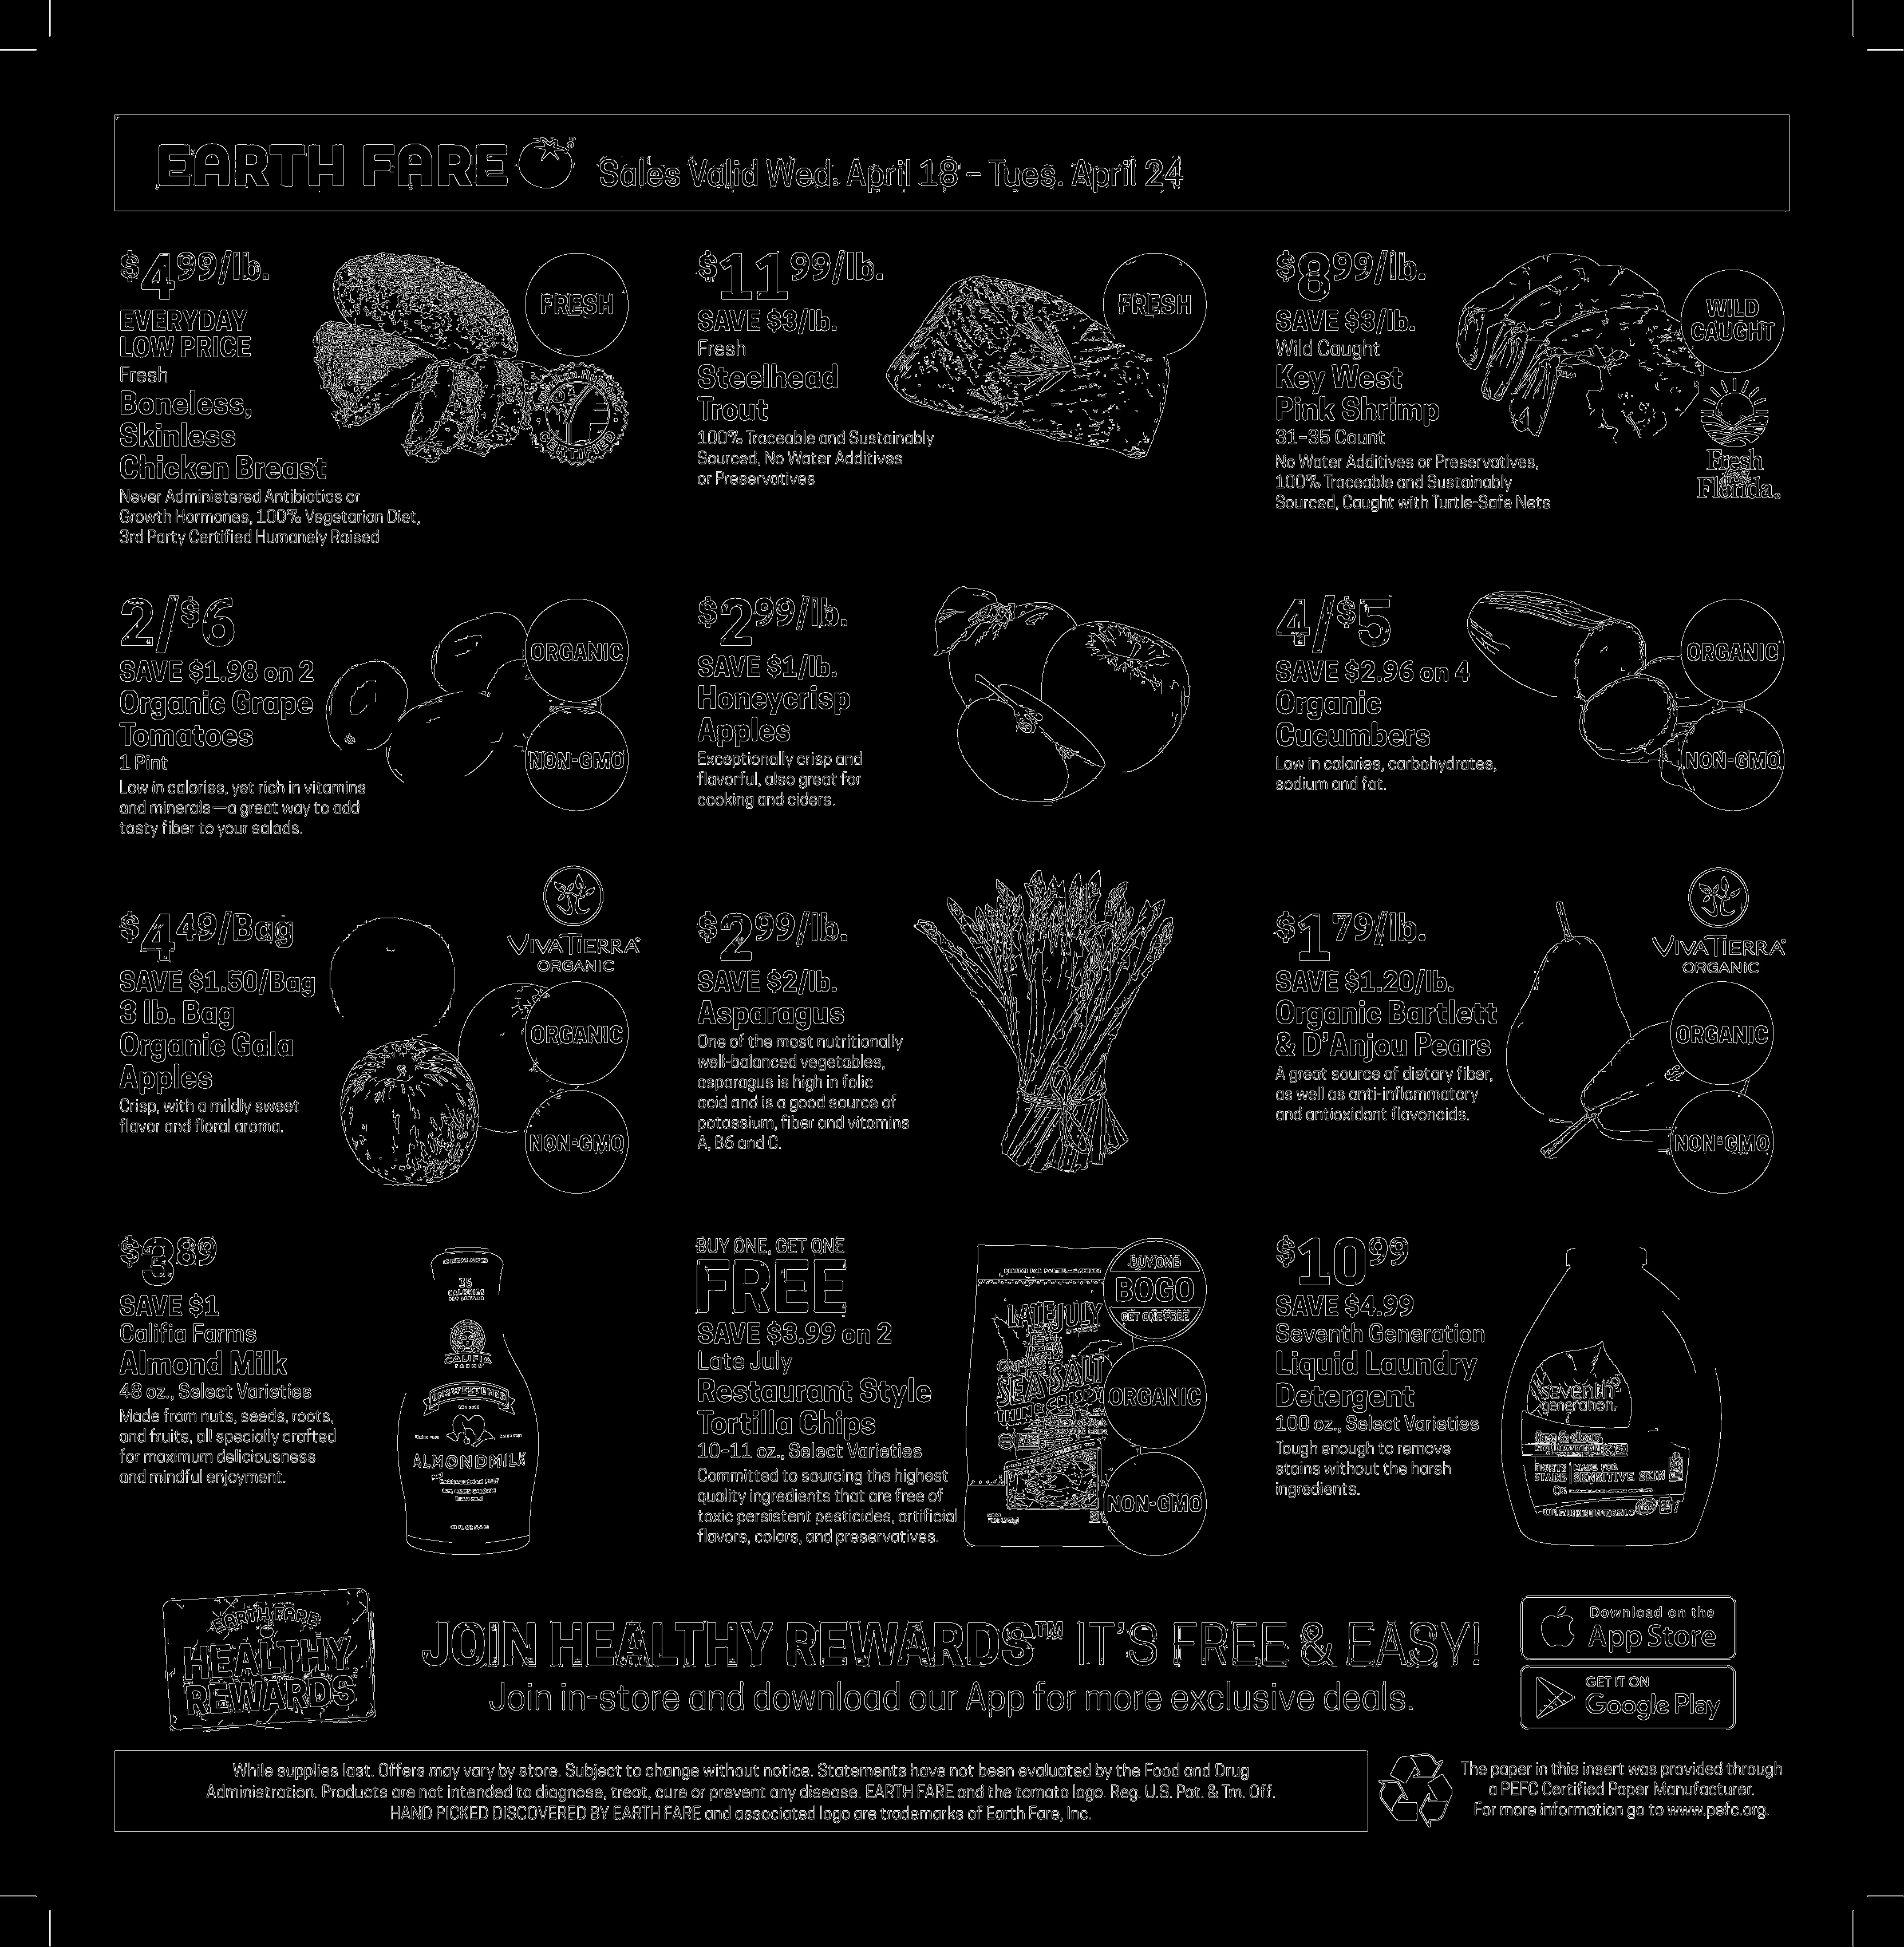 EARTH FARE Sales Valid Wed. April 18 – Tues. April 24
$4.99/lb.
EVERYDAY
LOW PRICE
Fresh
Boneless,
Skinless
Chicken Breast
Never Administered Antibiotics or
Growth Hormones, 100% Vegetarian Diet,
3rd Party Certified Humanely Raised
FRESH
CERTIFIED
$11.99/lb.
SAVE $3/lb.
Fresh
Steelhead
Trout
100% Traceable and Sustainably
Sourced, No Water Additives
or Preservatives
FRESH
$8.99/lb.
SAVE $3/lb.
Wild Caught
Key West
Pink Shrimp
31–35 Count
No Water Additives or Preservatives,
100% Traceable and Sustainably
Sourced, Caught with Turtle-Safe Nets
WILD
CAUGHT
Fresh
from
Florida®
2/$6
SAVE $1.98 on 2
Organic Grape
Tomatoes
1 Pint
Low in calories, yet rich in vitamins
and minerals—a great way to add
tasty fiber to your salads.
ORGANIC
NON-GMO
$2.99/lb.
SAVE $1/lb.
Honeycrisp
Apples
Exceptionally crisp and
flavorful, also great for
cooking and ciders.
4/$5
SAVE $2.96 on 4
Organic
Cucumbers
Low in calories, carbohydrates,
sodium and fat.
ORGANIC
NON-GMO
$4.49/Bag
SAVE $1.50/Bag
3 lb. Bag
Organic Gala
Apples
Crisp, with a mildly sweet
flavor and floral aroma.
VIVATIERRA
ORGANIC
ORGANIC
NON-GMO
$2.99/lb.
SAVE $2/lb.
Asparagus
One of the most nutritionally
well-balanced vegetables,
asparagus is high in folic
acid and is a good source of
potassium, fiber and vitamins
A, B6 and C.
$1.79/lb.
SAVE $1.20/lb.
Organic Bartlett
& D'Anjou Pears
A great source of dietary fiber,
as well as anti-inflammatory
and antioxidant flavonoids.
VIVATIERRA
ORGANIC
ORGANIC
NON-GMO
$3.89
SAVE $1
Califia Farms
Almond Milk
48 oz., Select Varieties
Made from nuts, seeds, roots,
and fruits, all specially crafted
for maximum deliciousness
and mindful enjoyment.
35
CALORIES
CALIFIA
FARMS
UNSWEETENED
ALMONDMILK
BUY ONE, GET ONE
FREE
SAVE $3.99 on 2
Late July
Restaurant Style
Tortilla Chips
10–11 oz., Select Varieties
Committed to sourcing the highest
quality ingredients that are free of
toxic persistent pesticides, artificial
flavors, colors, and preservatives.
LATE JULY
SEA SALT
THIN & CRISPY
BUY ONE
BOGO
GET ONE FREE
ORGANIC
NON-GMO
$10.99
SAVE $4.99
Seventh Generation
Liquid Laundry
Detergent
100 oz., Select Varieties
Tough enough to remove
stains without the harsh
ingredients.
seventh
generation
free & clear
FIGHTS STAINS
MADE FOR SENSITIVE SKIN
0%
EARTH FARE
HEALTHY
REWARDS
JOIN HEALTHY REWARDS™ IT'S FREE & EASY!
Join in-store and download our App for more exclusive deals.
Download on the
App Store
GET IT ON
Google Play
While supplies last. Offers may vary by store. Subject to change without notice. Statements have not been evaluated by the Food and Drug
Administration. Products are not intended to diagnose, treat, cure or prevent any disease. EARTH FARE and the tomato logo. Reg. U.S. Pat. & Tm. Off.
HAND PICKED DISCOVERED BY EARTH FARE and associated logo are trademarks of Earth Fare, Inc.
The paper in this insert was provided through
a PEFC Certified Paper Manufacturer.
For more information go to www.pefc.org.